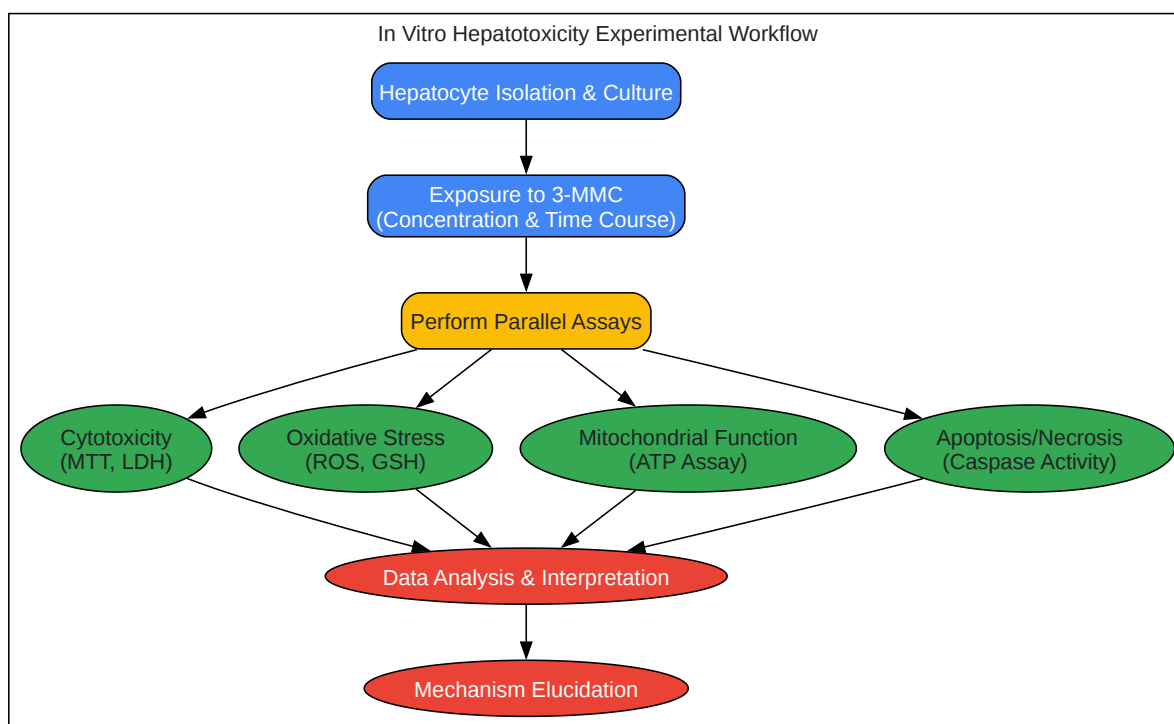 In Vitro Hepatotoxicity Experimental Workflow
Hepatocyte Isolation & Culture
Exposure to 3-MMC
(Concentration & Time Course)
Perform Parallel Assays
Cytotoxicity
(MTT, LDH)
Oxidative Stress
(ROS, GSH)
Mitochondrial Function
(ATP Assay)
Apoptosis/Necrosis
(Caspase Activity)
Data Analysis & Interpretation
Mechanism Elucidation